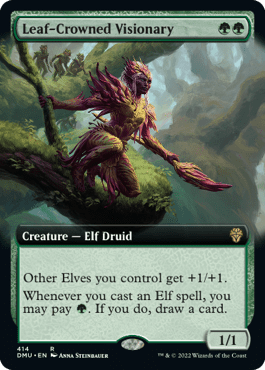 Leaf-Crowned Visionary
Creature — Elf Druid
Other Elves you control get +1/+1.
Whenever you cast an Elf spell, you
may pay . If you do, draw a card.
1/1
414 R
DMU • EN Anna Steinbauer
™ & © 2022 Wizards of the Coast